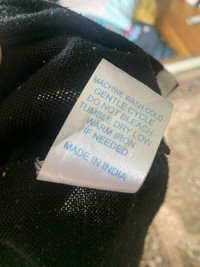 MACHINE WASH COLD
GENTLE CYCLE
DO NOT BLEACH
TUMBLE DRY LOW
WARM IRON
IF NEEDED
MADE IN INDIA